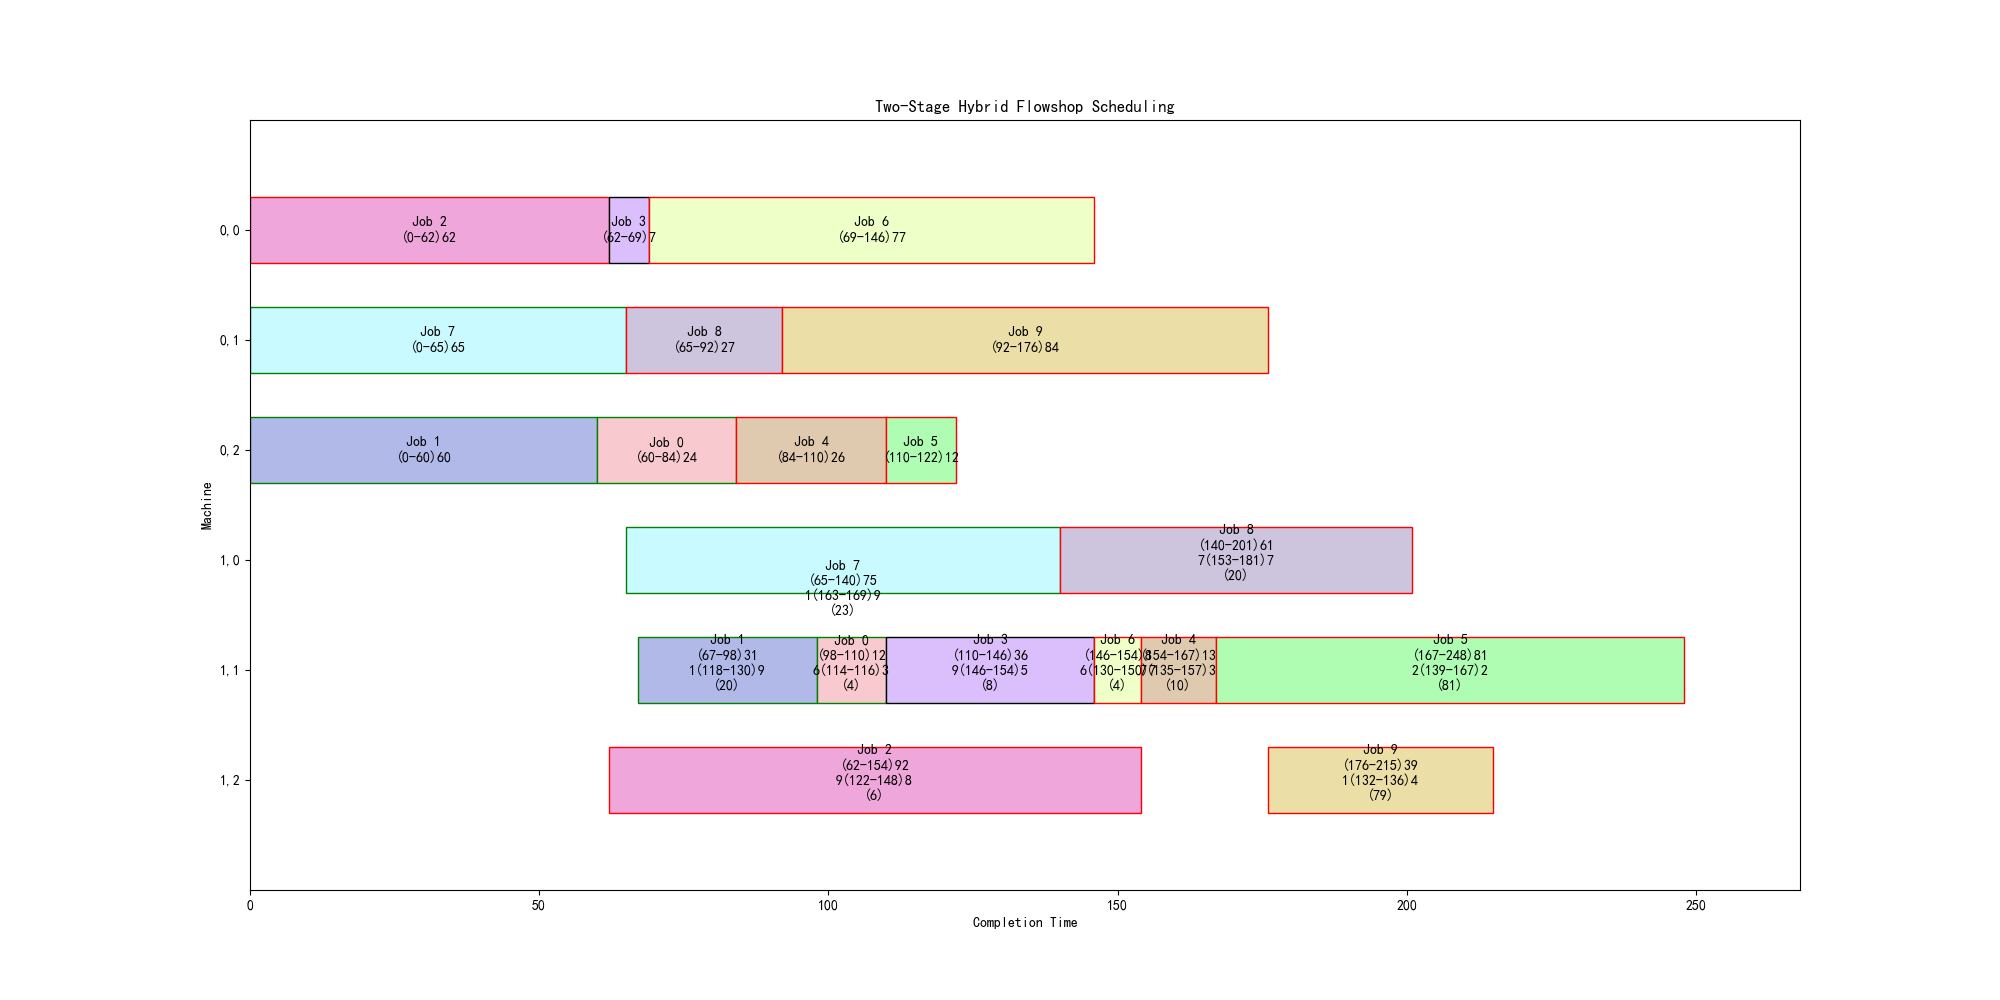 Two-Stage Hybrid Flowshop Scheduling
0,0
Job 2
(0-62)62
Job 3
(62-69)7
Job 6
(69-146)77
0,1
Job 7
(0-65)65
Job 8
(65-92)27
Job 9
(92-176)84
0,2
Job 1
(0-60)60
Job 0
(60-84)24
Job 4
(84-110)26
Job 5
(110-122)12
Machine
1,0
Job 7
(65-140)75
1(163-169)9
(23)
Job 8
(140-201)61
7(153-181)7
(20)
1,1
Job 1
(67-98)31
1(118-130)9
(20)
Job 0
(98-110)12
6(114-116)3
(4)
Job 3
(110-146)36
9(146-154)5
(8)
Job 6
(146-154)8
6(130-150)7
(4)
Job 4
(154-167)13
(135-157)3
(10)
Job 5
(167-248)81
2(139-167)2
(81)
1,2
Job 2
(62-154)92
9(122-148)8
(6)
Job 9
(176-215)39
1(132-136)4
(79)
0
50
100
150
200
250
Completion Time